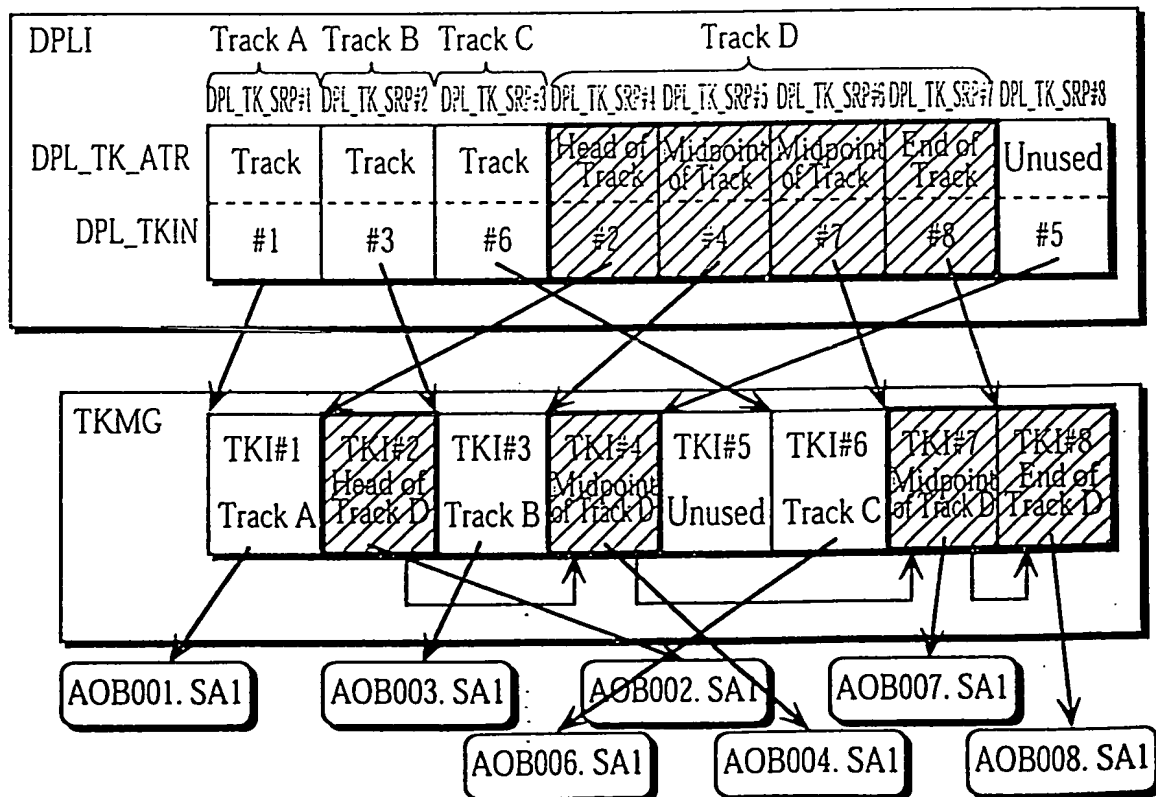 DPLI
Track A Track B Track C Track D
DPL_TK_SRP#1 DPL_TK_SRP#2 DPL_TK_SRP#3 DPL_TK_SRP#4 DPL_TK_SRP#5 DPL_TK_SRP#6 DPL_TK_SRP#7 DPL_TK_SRP#8
DPL_TK_ATR
Track
Track
Track
Head of
Track
Midpoint
of Track
Midpoint
of Track
End of
Track
Unused
DPL_TKIN
#1 #3 #6 #2 #4 #7 #8 #5
TKMG
TKI#1
Track A
TKI#2
Head of
Track D
TKI#3
Track B
TKI#4
Midpoint
of Track D
TKI#5
Unused
TKI#6
Track C
TKI#7
Midpoint
of Track D
TKI#8
End of
Track D
AOB001. SA1 AOB003. SA1 AOB002. SA1 AOB007. SA1
AOB006. SA1 AOB004. SA1 AOB008. SA1